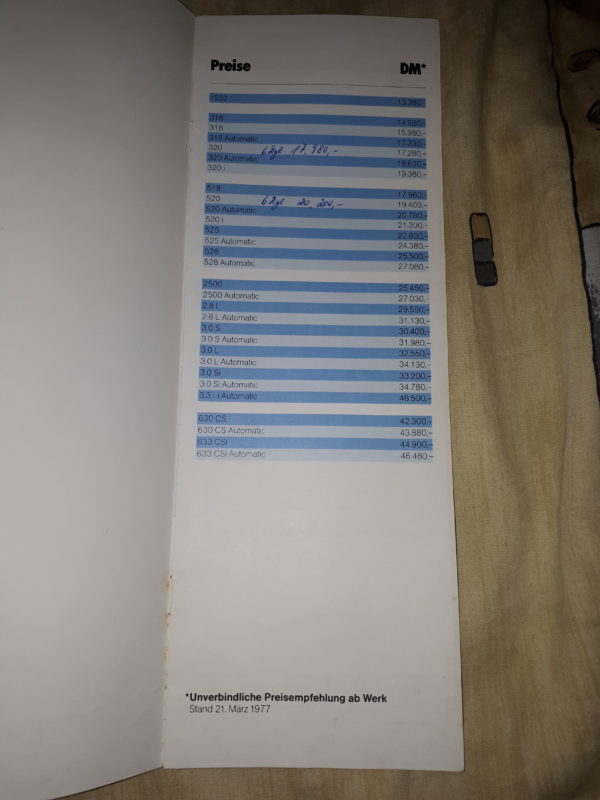 Preise DM*
1502 13.380,-
316 14.980,-
318 15.980,-
318 Automatic 17.330,-
320 6 Zyl 17.980,- 17.280,-
320 Automatic 18.630,-
320 i 19.380,-
518 17.980,-
520 6 Zyl 20.200,- 19.400,-
520 Automatic 20.780,-
520 i 21.300,-
525 22.800,-
525 Automatic 24.380,-
528 25.500,-
528 Automatic 27.080,-
2500 25.450,-
2500 Automatic 27.030,-
2.8 L 29.550,-
2.8 L Automatic 31.130,-
3.0 S 30.400,-
3.0 S Automatic 31.980,-
3.0 L 32.550,-
3.0 L Automatic 34.130,-
3.0 Si 33.200,-
3.0 Si Automatic 34.780,-
3.3 Li Automatic 46.500,-
630 CS 42.300,-
630 CS Automatic 43.880,-
633 CSi 44.900,-
633 CSi Automatic 46.480,-
*Unverbindliche Preisempfehlung ab Werk
Stand 21. März 1977